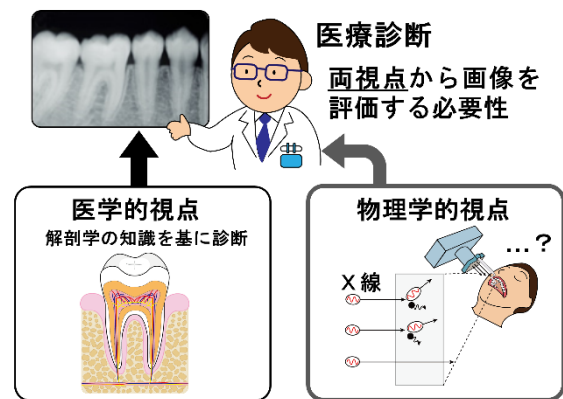 医療診断
両視点から画像を
評価する必要性
医学的視点
解剖学の知識を基に診断
物理学的視点
…?
X線